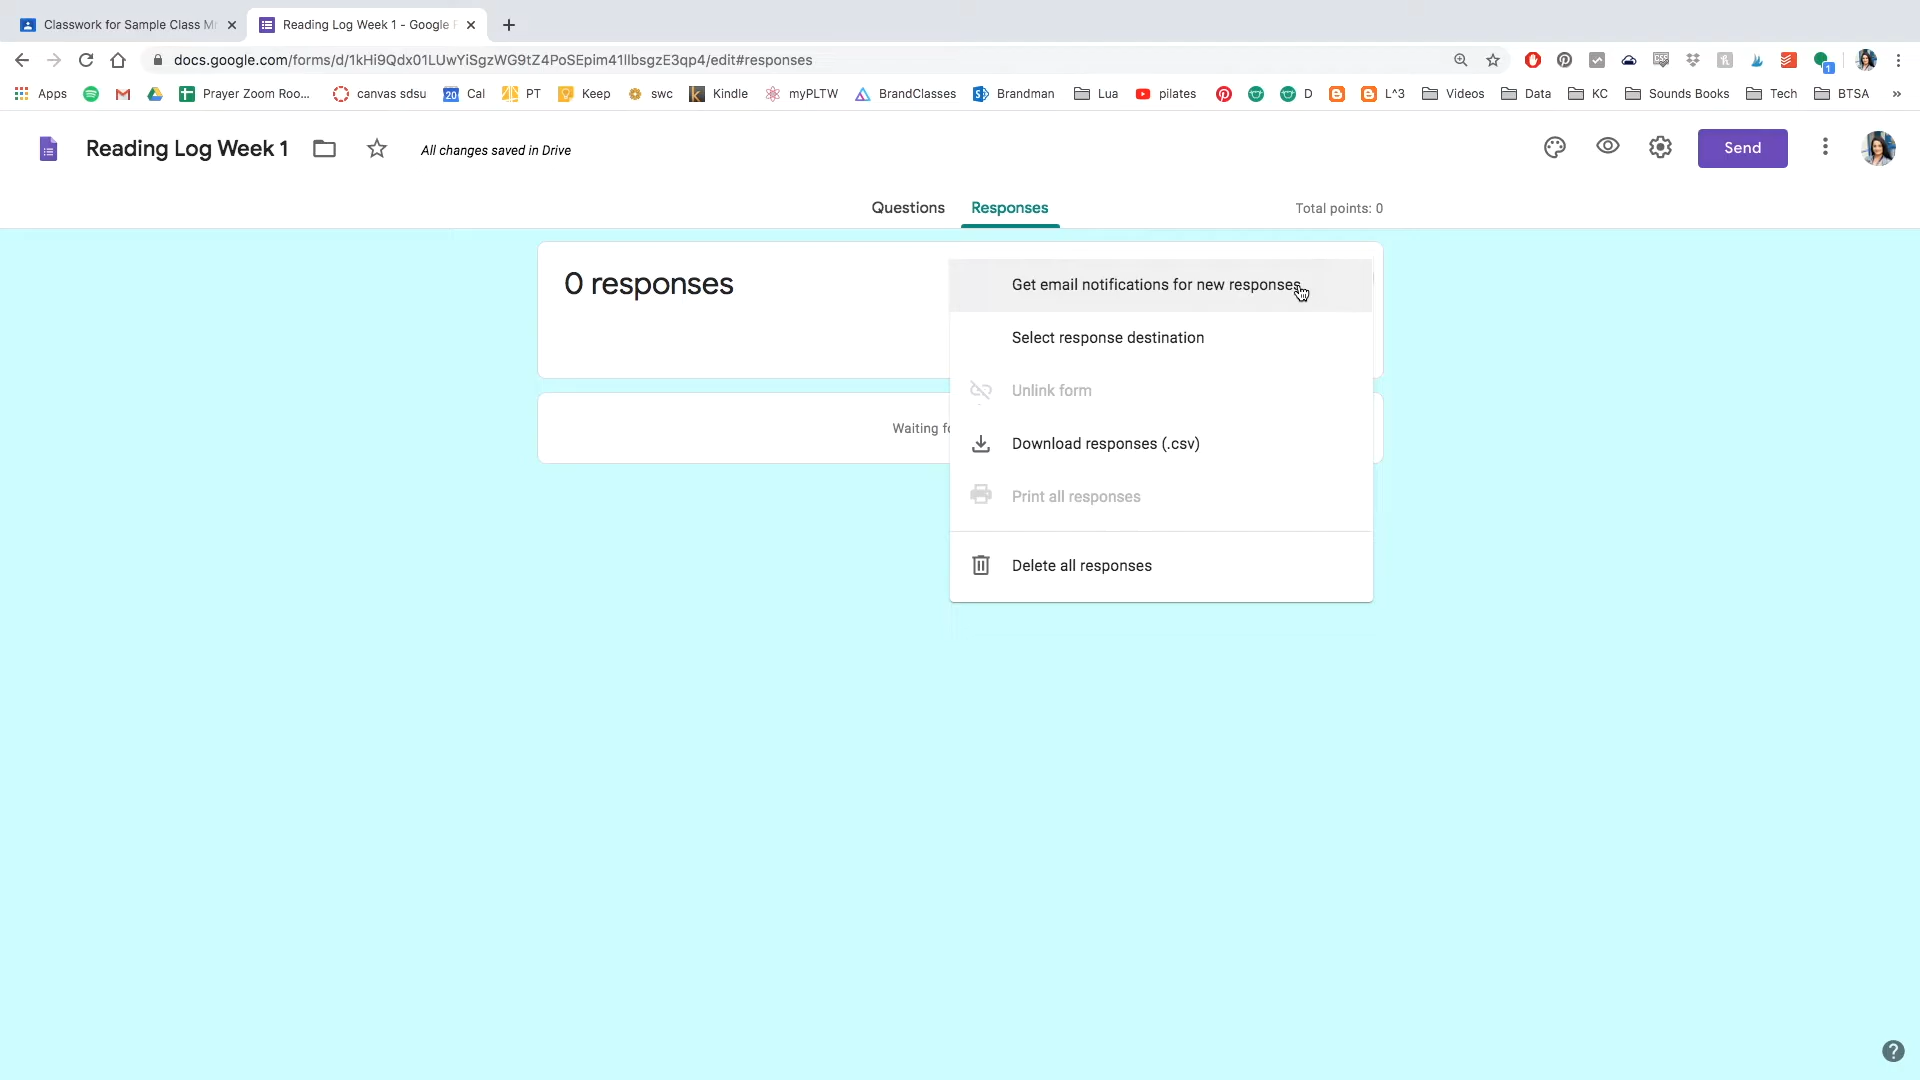 Classwork for Sample Class Mr
Reading Log Week 1 - Google F
docs.google.com/forms/d/1kHi9Qdx01LUwYiSgzWG9tZ4PoSEpim41llbsgzE3qp4/edit#responses
1
Apps
Prayer Zoom Roo...
canvas sdsu
20
Cal
PT
Keep
swc
Kindle
myPLTW
BrandClasses
Brandman
Lua
pilates
D
L^3
Videos
Data
KC
Sounds Books
Tech
BTSA
»
Reading Log Week 1
All changes saved in Drive
Send
Questions
Responses
Total points: 0
0 responses
Get email notifications for new responses
Select response destination
Unlink form
Waiting fo
Download responses (.csv)
Print all responses
Delete all responses
?